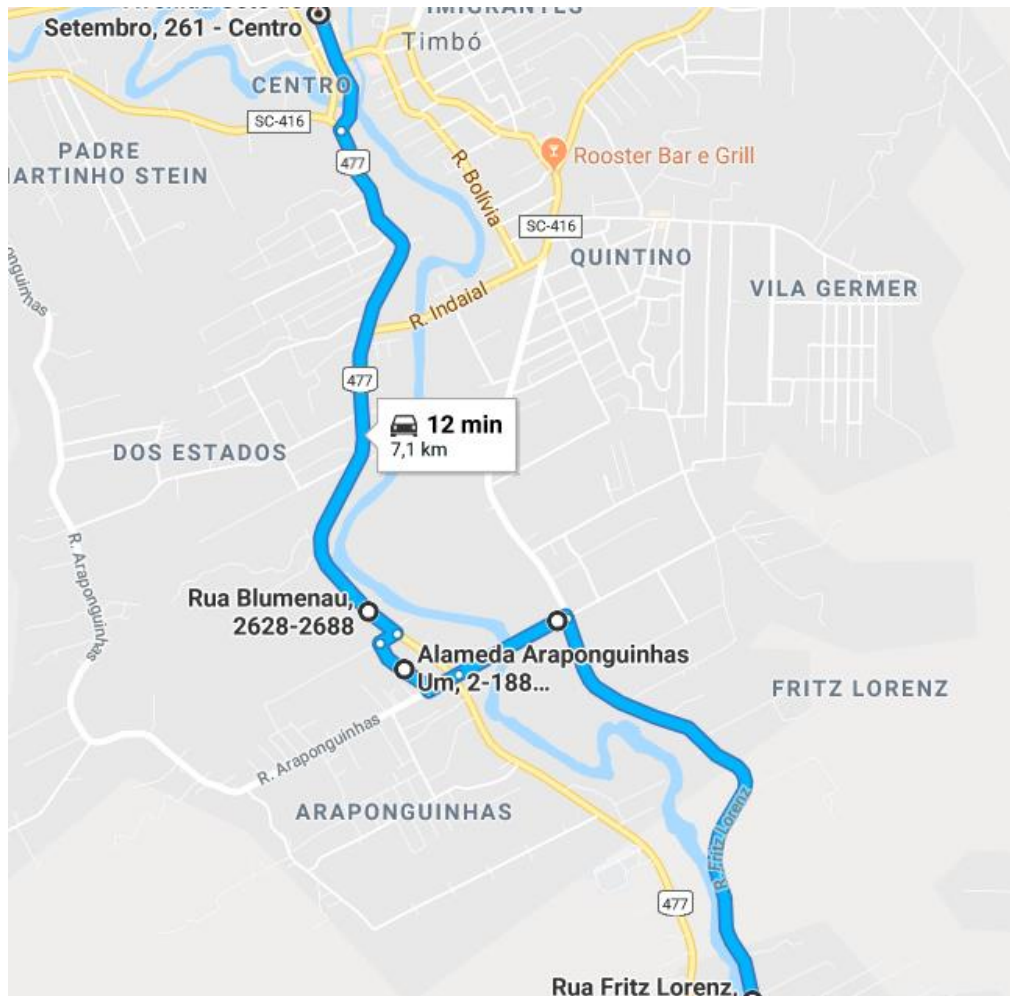 IMIGRANTES
Setembro, 261 - Centro
Timbó
CENTRO
SC-416
PADRE
MARTINHO STEIN
477
R. Bolívia
Rooster Bar e Grill
SC-416
QUINTINO
VILA GERMER
R. Indaial
477
12 min
7,1 km
DOS ESTADOS
R. Araponguinhas
Rua Blumenau,
2628-2688
Alameda Araponguinhas
Um, 2-188...
FRITZ LORENZ
R. Araponguinhas
ARAPONGUINHAS
R. Fritz Lorenz
477
Rua Fritz Lorenz,